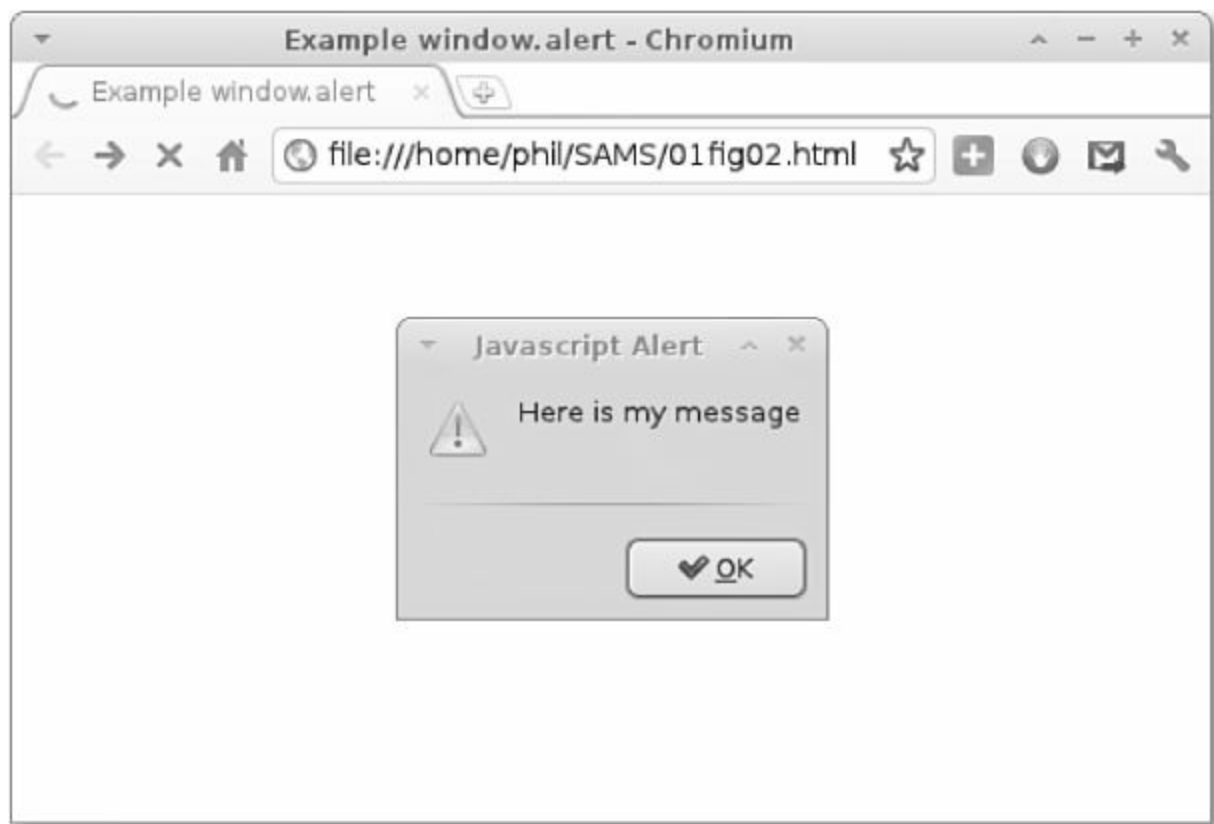 Example window.alert - Chromium
Example window.alert
file:///home/phil/SAMS/01fig02.html
Javascript Alert
Here is my message
OK